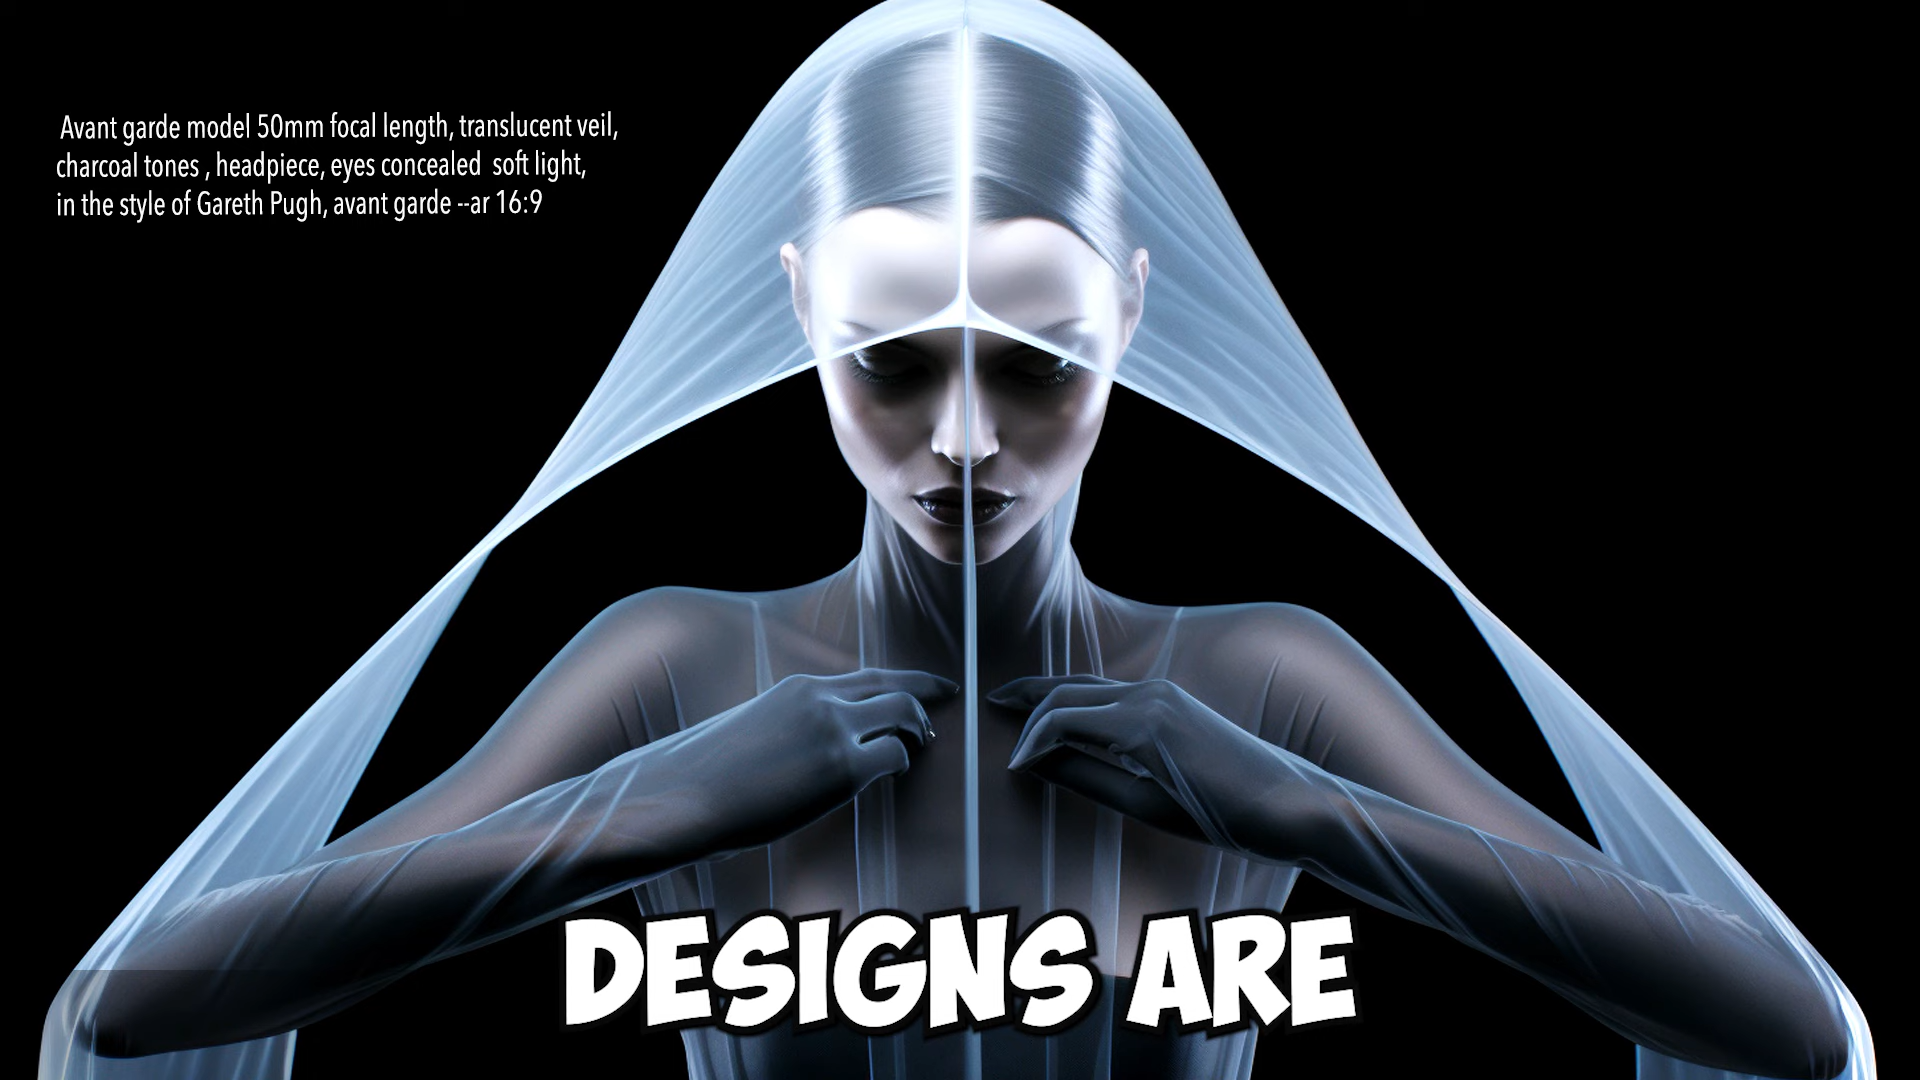 Avant garde model 50mm focal length, translucent veil,
charcoal tones , headpiece, eyes concealed  soft light,
in the style of Gareth Pugh, avant garde --ar 16:9
DESIGNS ARE